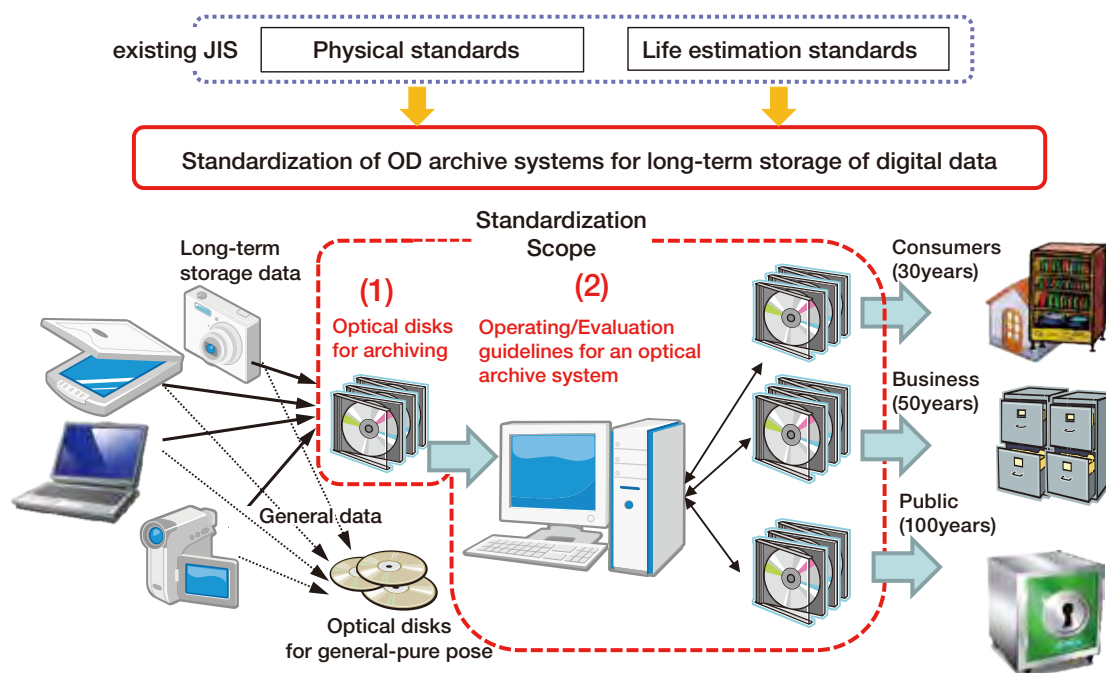 existing JIS
Physical standards
Life estimation standards
Standardization of OD archive systems for long-term storage of digital data
Standardization
Scope
Long-term
storage data
(1)
Optical disks
for archiving
(2)
Operating/Evaluation
guidelines for an optical
archive system
Consumers
(30years)
Business
(50years)
Public
(100years)
General data
Optical disks
for general-pure pose